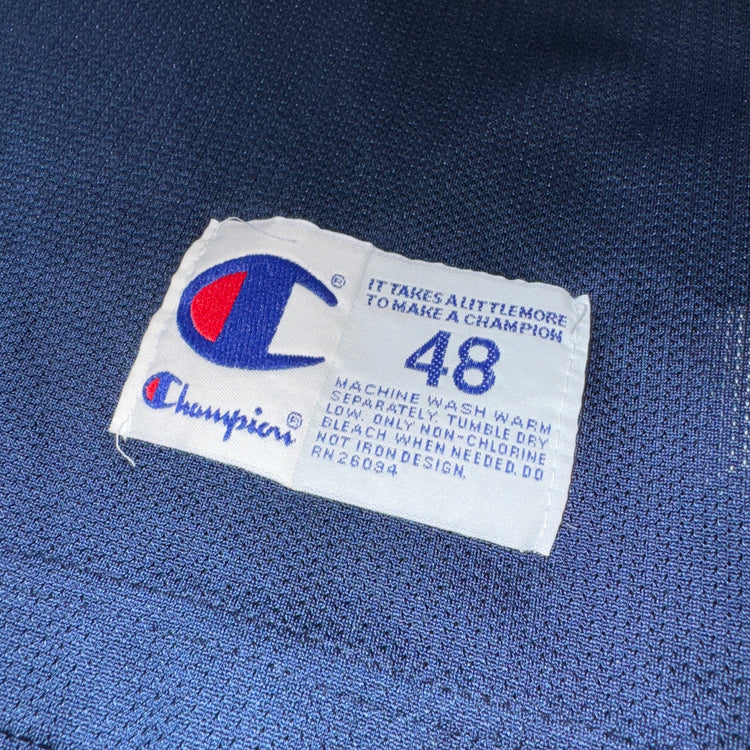 Champion®
®
IT TAKES A LITTLE MORE
TO MAKE A CHAMPION
48
MACHINE WASH WARM
SEPARATELY, TUMBLE DRY
LOW. ONLY NON-CHLORINE
BLEACH WHEN NEEDED. DO
NOT IRON DESIGN.
RN 26094